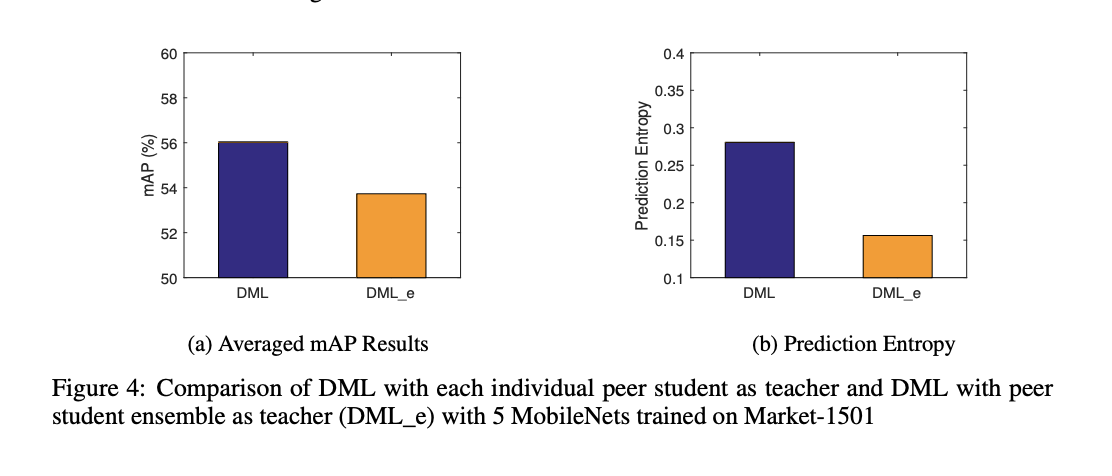 60
58
56
54
52
50
mAP (%)
DML
DML_e
0.4
0.35
0.3
0.25
0.2
0.15
0.1
Prediction Entropy
DML
DML_e
(a) Averaged mAP Results
(b) Prediction Entropy
Figure 4: Comparison of DML with each individual peer student as teacher and DML with peer
student ensemble as teacher (DML_e) with 5 MobileNets trained on Market-1501